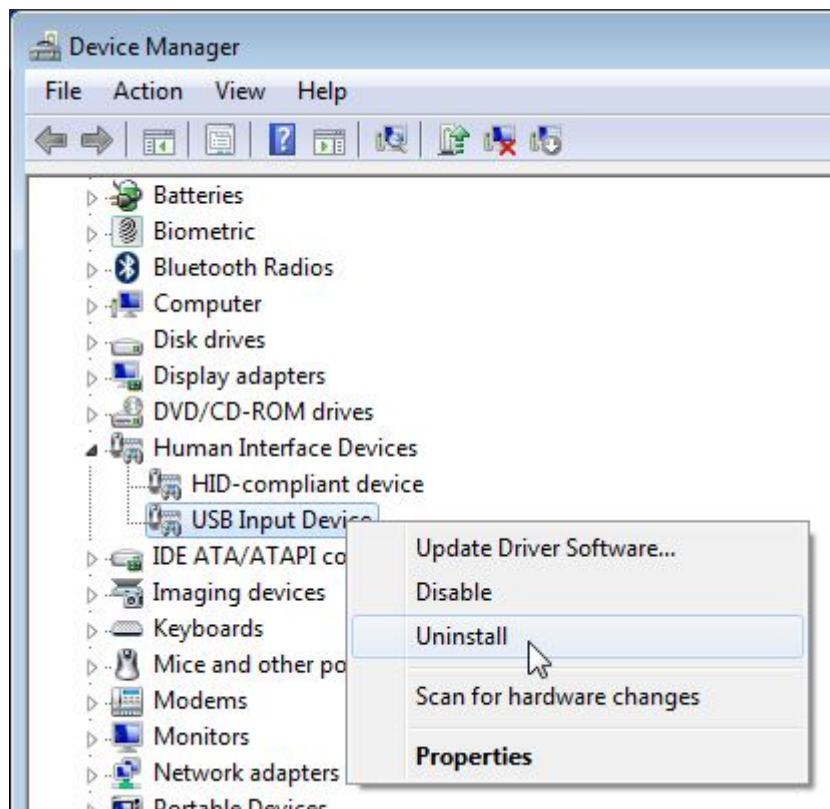 Device Manager
File Action View Help
Batteries
Biometric
Bluetooth Radios
Computer
Disk drives
Display adapters
DVD/CD-ROM drives
Human Interface Devices
HID-compliant device
USB Input Device
IDE ATA/ATAPI co
Imaging devices
Keyboards
Mice and other po
Modems
Monitors
Network adapters
Portable Devices
Update Driver Software...
Disable
Uninstall
Scan for hardware changes
Properties